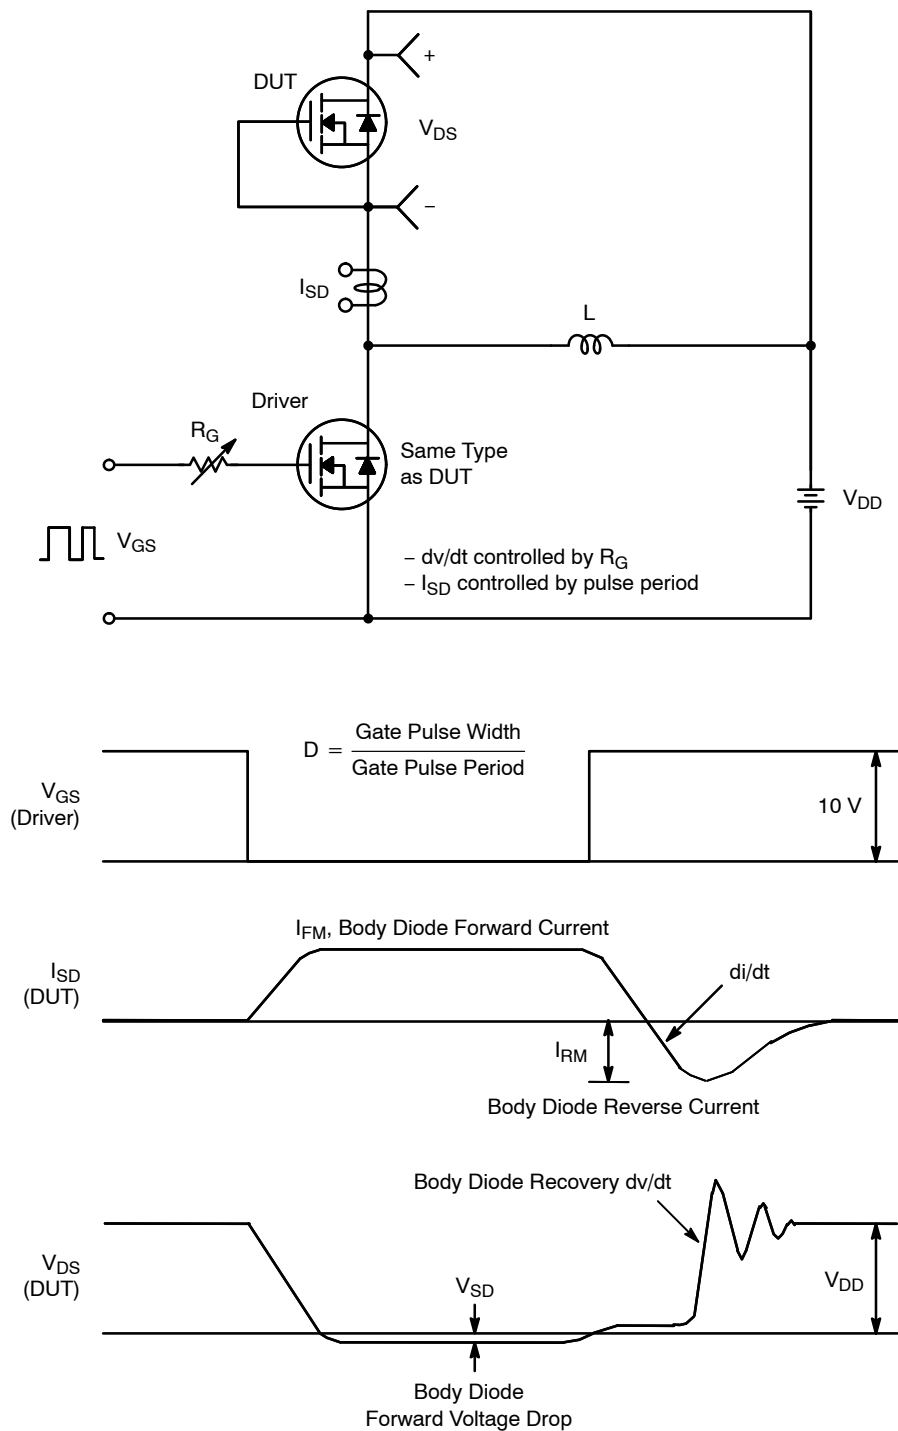 +
DUT
V_DS
−
I_SD
L
Driver
R_G
Same Type
as DUT
V_DD
V_GS
− dv/dt controlled by R_G
− I_SD controlled by pulse period
D = Gate Pulse Width
Gate Pulse Period
V_GS
(Driver)
10 V
I_FM, Body Diode Forward Current
I_SD
(DUT)
di/dt
I_RM
Body Diode Reverse Current
Body Diode Recovery dv/dt
V_DS
(DUT)
V_SD
V_DD
Body Diode
Forward Voltage Drop